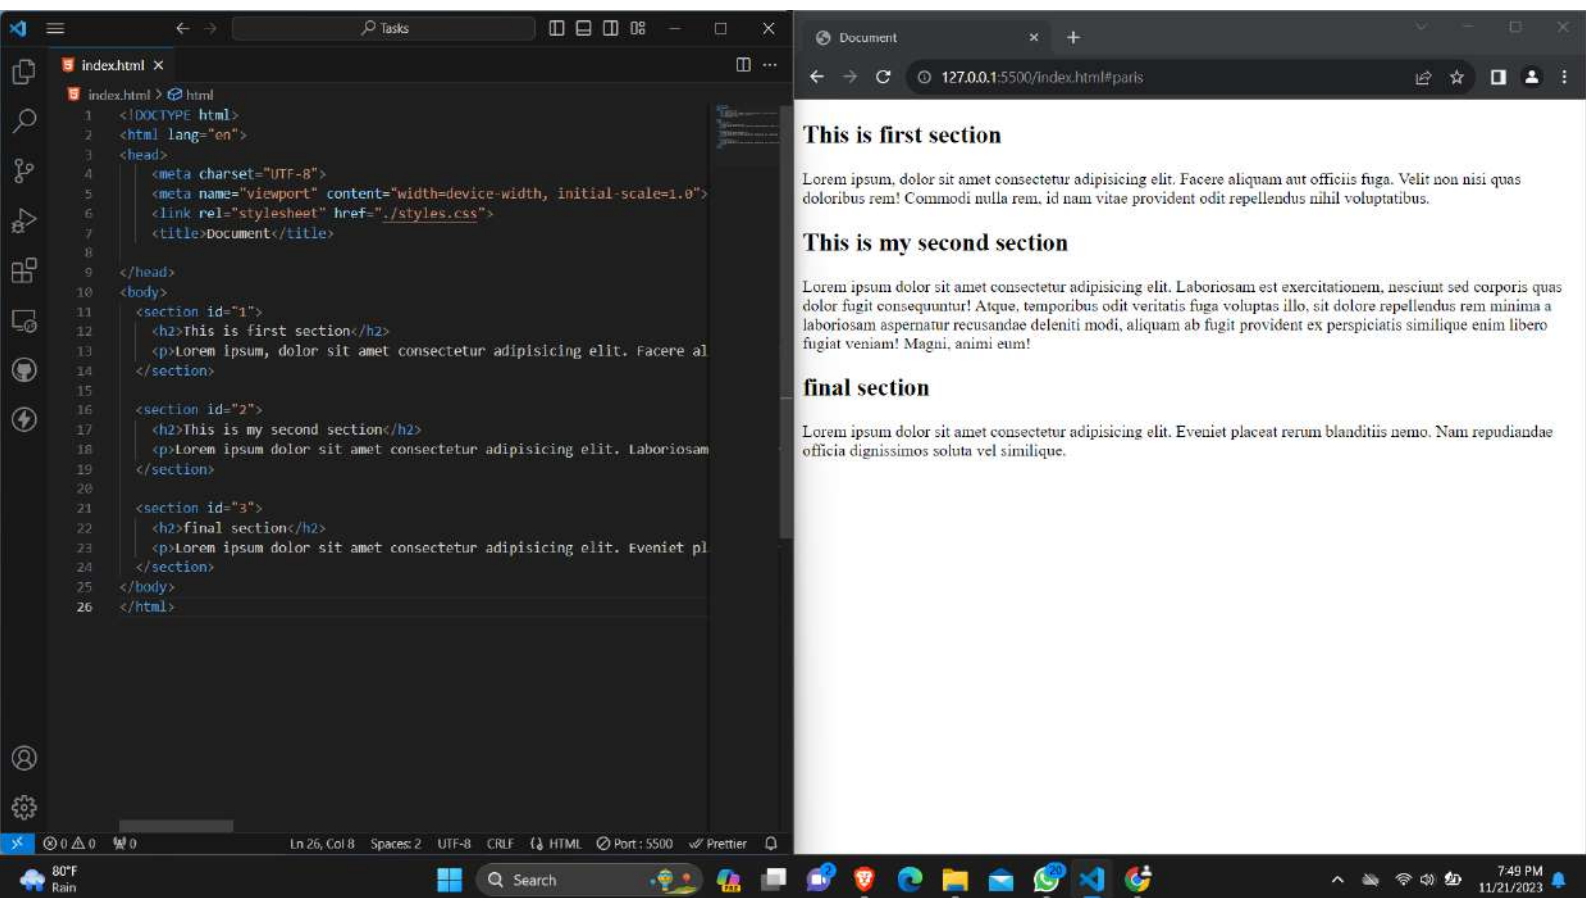 Tasks
index.html
index.html > html
1 <!DOCTYPE html>
2 <html lang="en">
3 <head>
4 <meta charset="UTF-8">
5 <meta name="viewport" content="width=device-width, initial-scale=1.0">
6 <link rel="stylesheet" href="./styles.css">
7 <title>Document</title>
8
9 </head>
10 <body>
11 <section id="1">
12 <h2>This is first section</h2>
13 <p>Lorem ipsum, dolor sit amet consectetur adipisicing elit. Facere al
14 </section>
15
16 <section id="2">
17 <h2>This is my second section</h2>
18 <p>Lorem ipsum dolor sit amet consectetur adipisicing elit. Laboriosam
19 </section>
20
21 <section id="3">
22 <h2>final section</h2>
23 <p>Lorem ipsum dolor sit amet consectetur adipisicing elit. Eveniet pl
24 </section>
25 </body>
26 </html>
0 0 0
Ln 26, Col 8 Spaces: 2 UTF-8 CRLF HTML Port : 5500 Prettier
Document
127.0.0.1:5500/index.html#paris
This is first section
Lorem ipsum, dolor sit amet consectetur adipisicing elit. Facere aliquam aut officiis fuga. Velit non nisi quas
doloribus rem! Commodi nulla rem, id nam vitae provident odit repellendus nihil voluptatibus.
This is my second section
Lorem ipsum dolor sit amet consectetur adipisicing elit. Laboriosam est exercitationem, nesciunt sed corporis quas
dolor fugit consequuntur! Atque, temporibus odit veritatis fuga voluptas illo, sit dolore repellendus rem minima a
laboriosam aspernatur recusandae deleniti modi, aliquam ab fugit provident ex perspiciatis similique enim libero
fugiat veniam! Magni, animi eum!
final section
Lorem ipsum dolor sit amet consectetur adipisicing elit. Eveniet placeat rerum blanditiis nemo. Nam repudiandae
officia dignissimos soluta vel similique.
80°F
Rain
Search
PRE
2
20
7:49 PM
11/21/2023